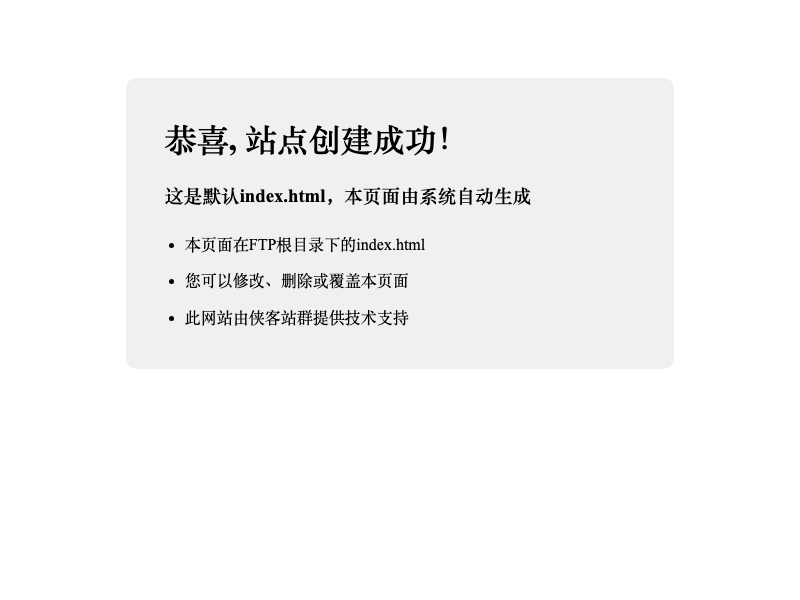 恭喜, 站点创建成功！
这是默认index.html，本页面由系统自动生成
本页面在FTP根目录下的index.html
您可以修改、删除或覆盖本页面
此网站由侠客站群提供技术支持